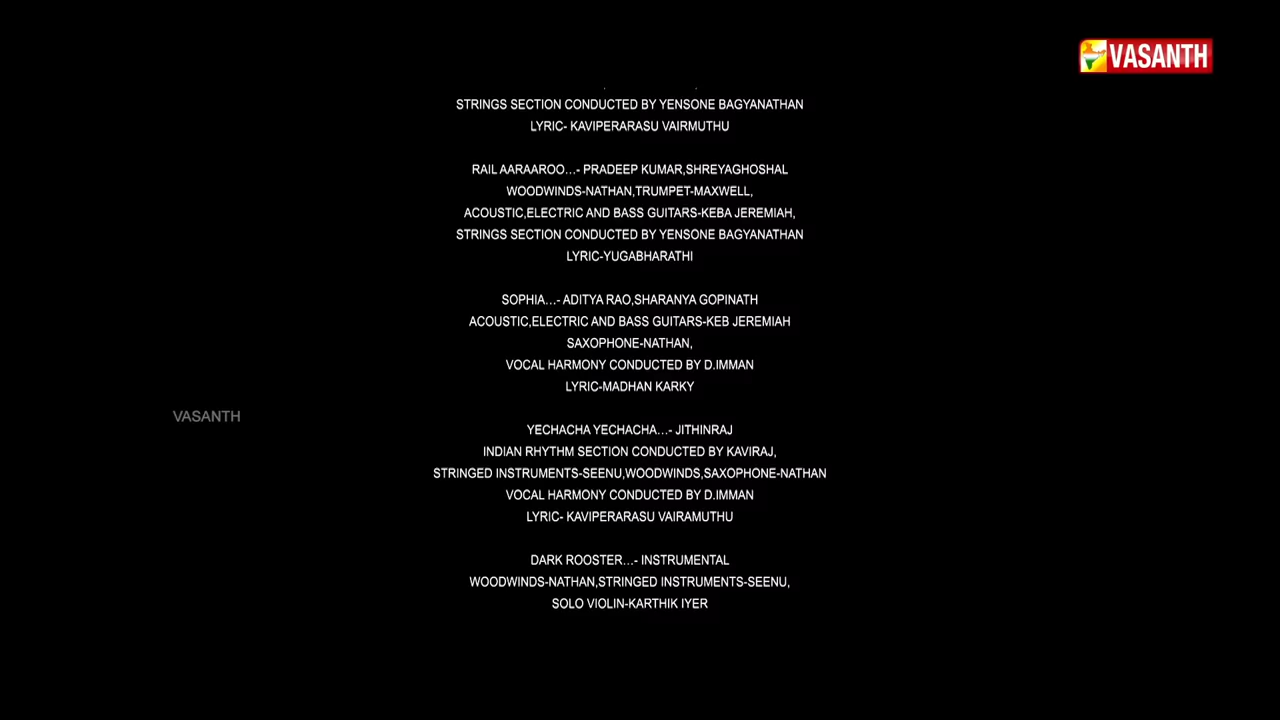 VASANTH
STRINGS SECTION CONDUCTED BY YENSONE BAGYANATHAN
LYRIC- KAVIPERARASU VAIRMUTHU
RAIL AARAAROO...- PRADEEP KUMAR,SHREYAGHOSHAL
WOODWINDS-NATHAN,TRUMPET-MAXWELL,
ACOUSTIC,ELECTRIC AND BASS GUITARS-KEBA JEREMIAH,
STRINGS SECTION CONDUCTED BY YENSONE BAGYANATHAN
LYRIC-YUGABHARATHI
SOPHIA...- ADITYA RAO,SHARANYA GOPINATH
ACOUSTIC,ELECTRIC AND BASS GUITARS-KEB JEREMIAH
SAXOPHONE-NATHAN,
VOCAL HARMONY CONDUCTED BY D.IMMAN
LYRIC-MADHAN KARKY
VASANTH
YECHACHA YECHACHA...- JITHINRAJ
INDIAN RHYTHM SECTION CONDUCTED BY KAVIRAJ,
STRINGED INSTRUMENTS-SEENU,WOODWINDS,SAXOPHONE-NATHAN
VOCAL HARMONY CONDUCTED BY D.IMMAN
LYRIC- KAVIPERARASU VAIRAMUTHU
DARK ROOSTER...- INSTRUMENTAL
WOODWINDS-NATHAN,STRINGED INSTRUMENTS-SEENU,
SOLO VIOLIN-KARTHIK IYER